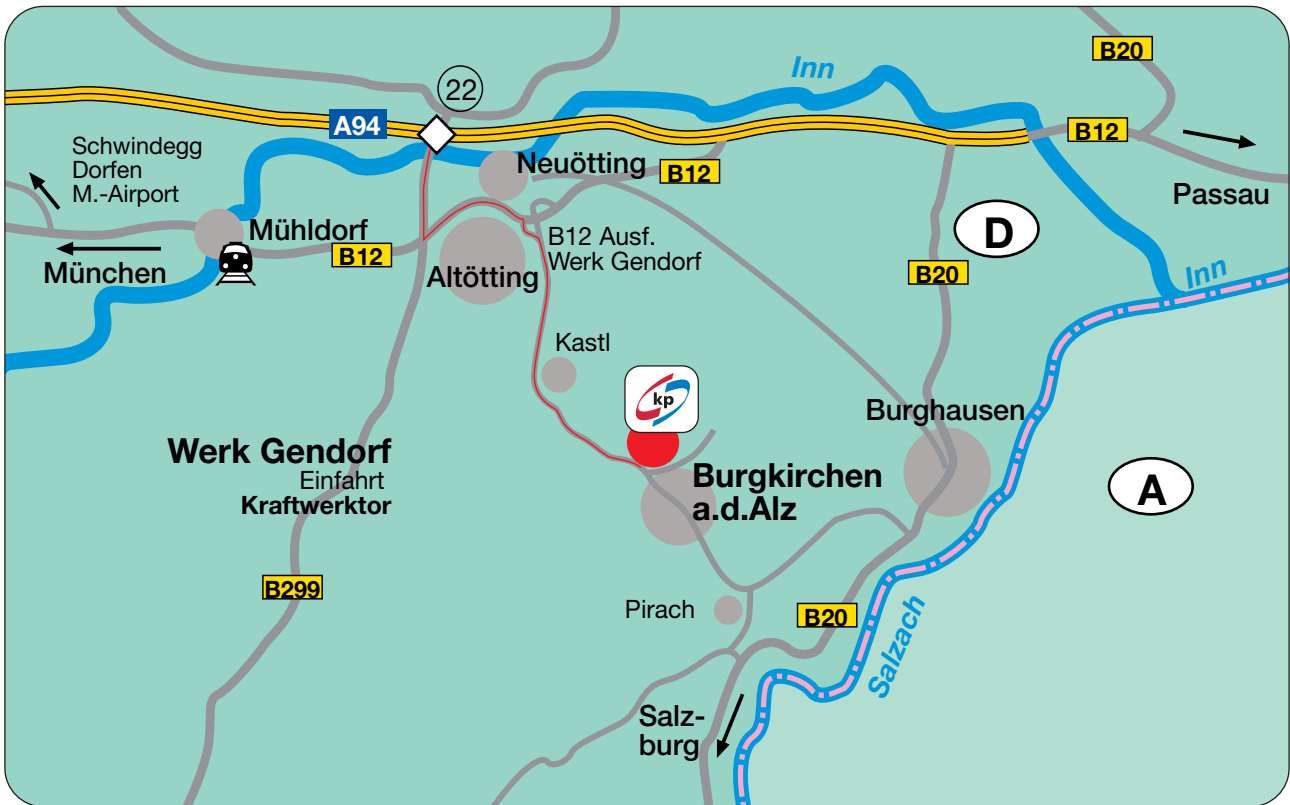 B20
Inn
22
A94
B12
Schwindegg
Dorfen
M.-Airport
Neuötting
B12
Passau
Mühldorf
B12
München
D
B12 Ausf.
Werk Gendorf
Altötting
B20
Inn
Kastl
kp
Burghausen
Werk Gendorf
Einfahrt
Kraftwerktor
Burgkirchen
a.d.Alz
A
B299
Pirach
B20
Salzach
Salz-
burg